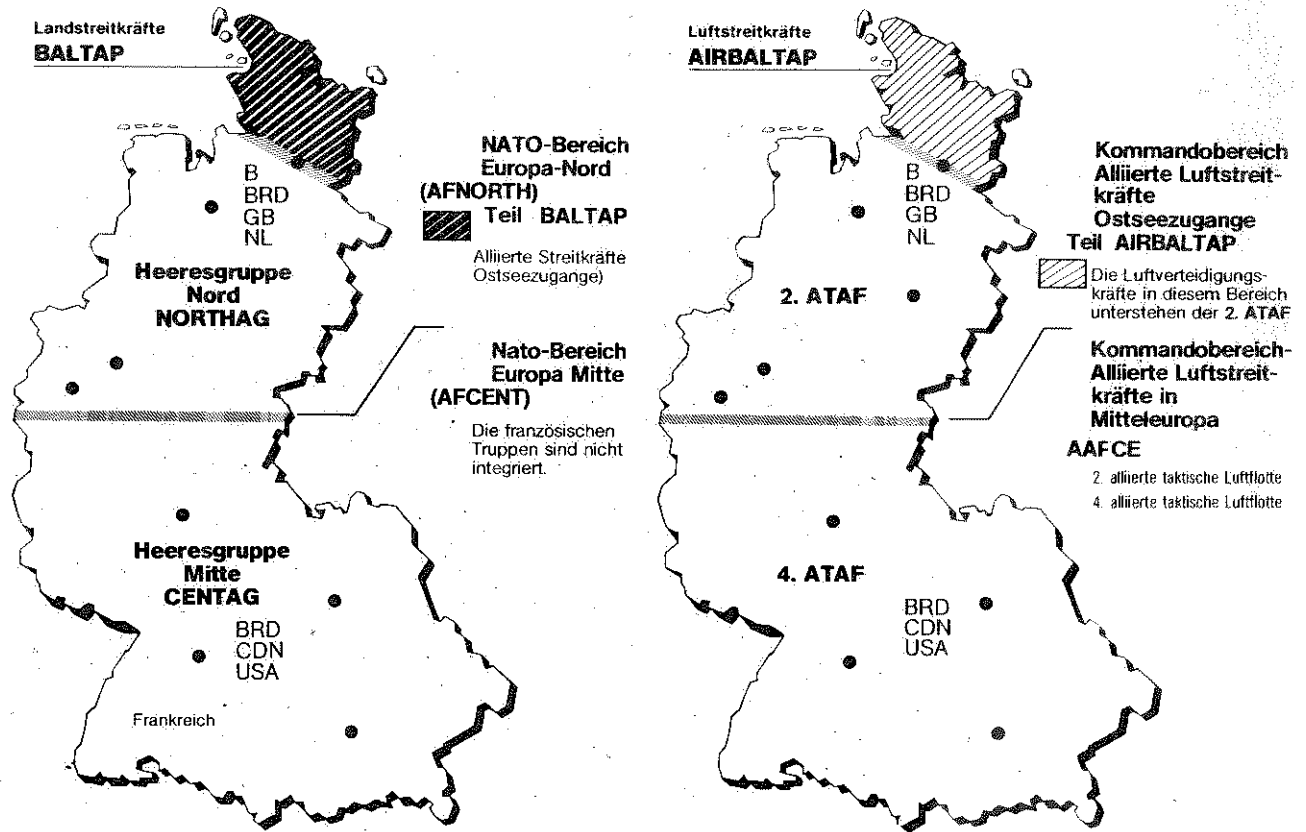 Landstreitkräfte
BALTAP
NATO-Bereich
Europa-Nord
(AFNORTH)
Teil BALTAP
Alliierte Streitkräfte
Ostseezugange)
B
BRD
GB
NL
Heeresgruppe
Nord
NORTHAG
Nato-Bereich
Europa Mitte
(AFCENT)
Die französischen
Truppen sind nicht
integriert.
Heeresgruppe
Mitte
CENTAG
BRD
CDN
USA
Frankreich
Luftstreitkräfte
AIRBALTAP
B
BRD
GB
NL
Kommandobereich
Alliierte Luftstreit-
kräfte
Ostseezugange
Teil AIRBALTAP
Die Luftverteidigungs-
kräfte in diesem Bereich
unterstehen der 2. ATAF
2. ATAF
Kommandobereich-
Alliierte Luftstreit-
kräfte in
Mitteleuropa
AAFCE
2. alliierte taktische Luftflotte
4. alliierte taktische Luftflotte
4. ATAF
BRD
CDN
USA